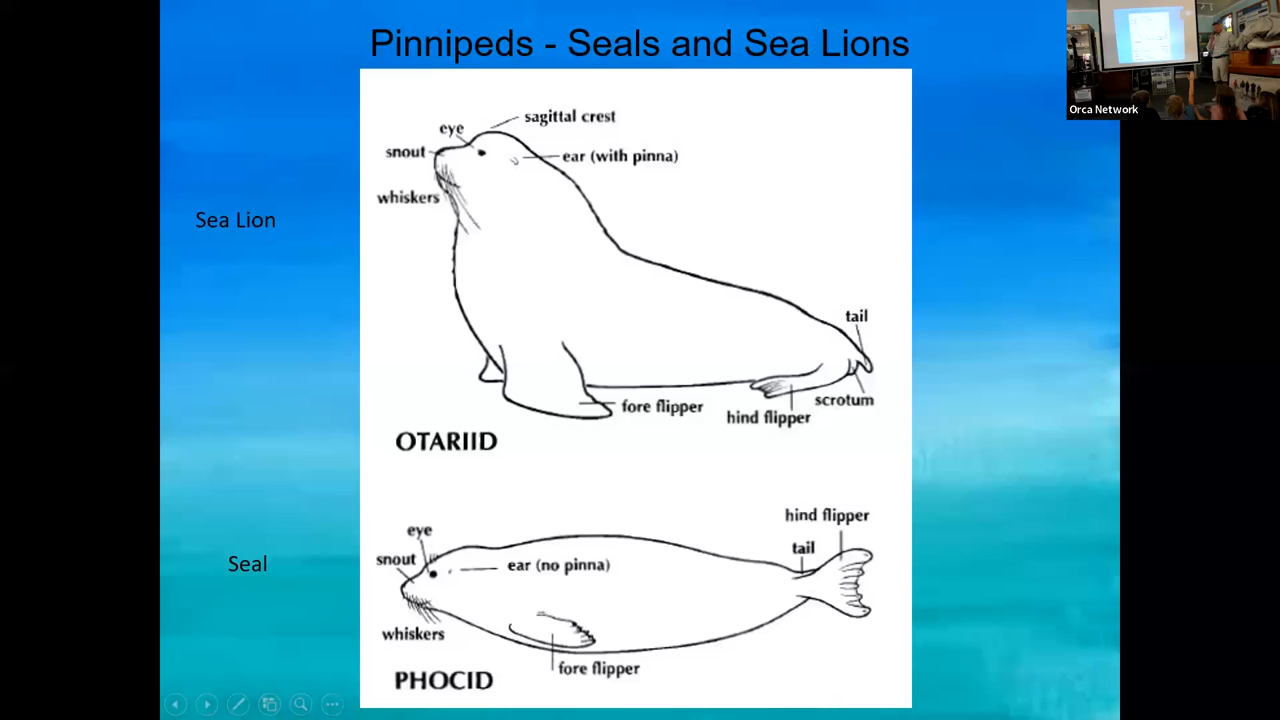 Pinnipeds - Seals and Sea Lions
Orca Network
sagittal crest
eye
snout
ear (with pinna)
whiskers
Sea Lion
tail
scrotum
fore flipper
hind flipper
OTARIID
hind flipper
eye
tail
snout
ear (no pinna)
Seal
whiskers
fore flipper
PHOCID